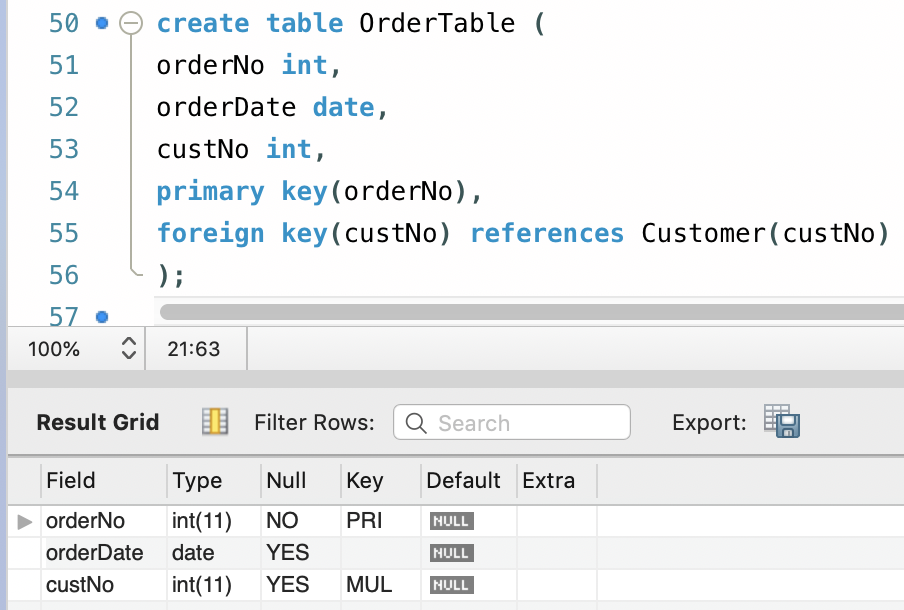 50 create table OrderTable (
51 orderNo int,
52 orderDate date,
53 custNo int,
54 primary key(orderNo),
55 foreign key(custNo) references Customer(custNo)
56 );
57
100% 21:63
Result Grid Filter Rows: Search Export:
Field Type Null Key Default Extra
orderNo int(11) NO PRI NULL
orderDate date YES NULL
custNo int(11) YES MUL NULL